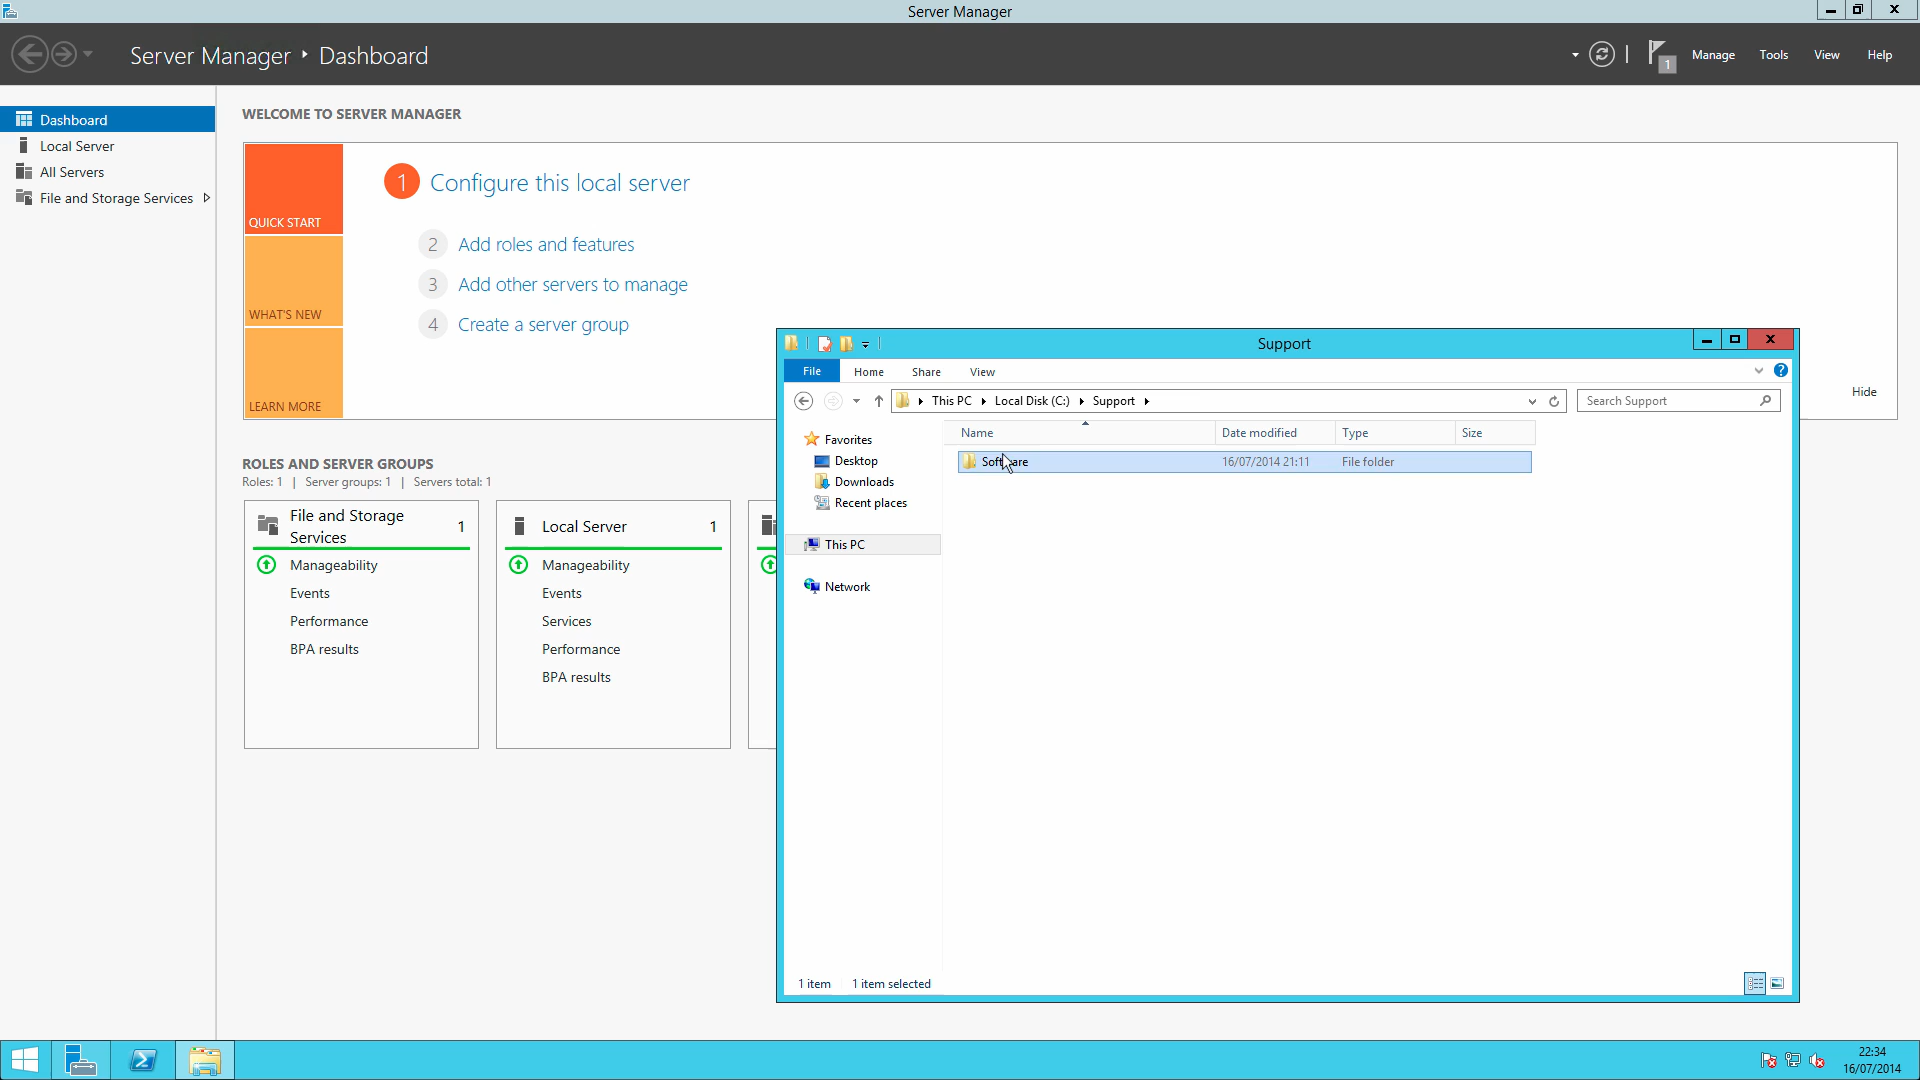 Server Manager
Server Manager ‣ Dashboard
1
Manage
Tools
View
Help
Dashboard
Local Server
All Servers
File and Storage Services
WELCOME TO SERVER MANAGER
QUICK START
WHAT'S NEW
LEARN MORE
1 Configure this local server
2 Add roles and features
3 Add other servers to manage
4 Create a server group
Hide
ROLES AND SERVER GROUPS
Roles: 1 | Server groups: 1 | Servers total: 1
File and Storage
Services
1
Manageability
Events
Performance
BPA results
Local Server 1
Manageability
Events
Services
Performance
BPA results
Support
File
Home
Share
View
This PC
Local Disk (C:)
Support
Search Support
Favorites
Desktop
Downloads
Recent places
This PC
Network
Name
Date modified
Type
Size
Software
16/07/2014 21:11
File folder
1 item
1 item selected
22:34
16/07/2014